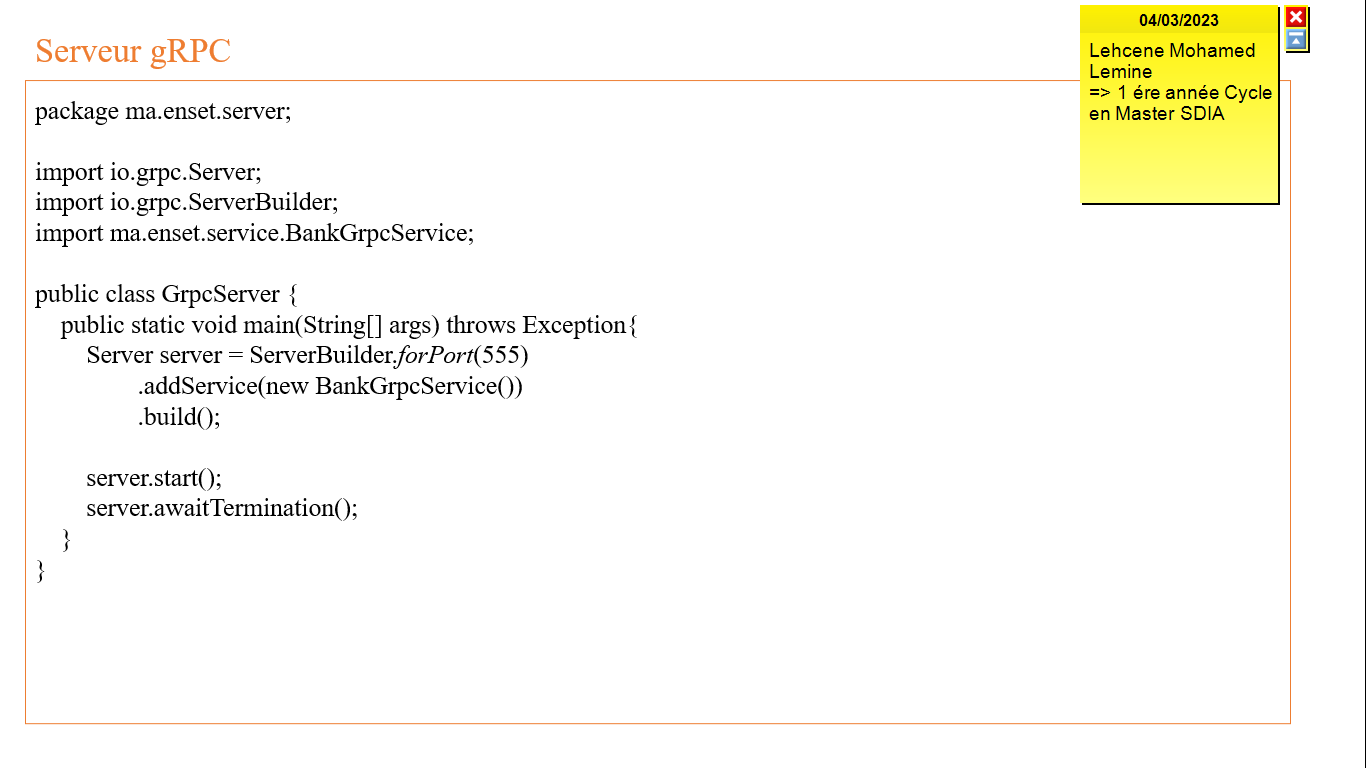 Serveur gRPC
package ma.enset.server;
import io.grpc.Server;
import io.grpc.ServerBuilder;
import ma.enset.service.BankGrpcService;
public class GrpcServer {
public static void main(String[] args) throws Exception{
Server server = ServerBuilder.forPort(555)
.addService(new BankGrpcService())
.build();
server.start();
server.awaitTermination();
}
}
04/03/2023
Lehcene Mohamed
Lemine
=> 1 ére année Cycle
en Master SDIA